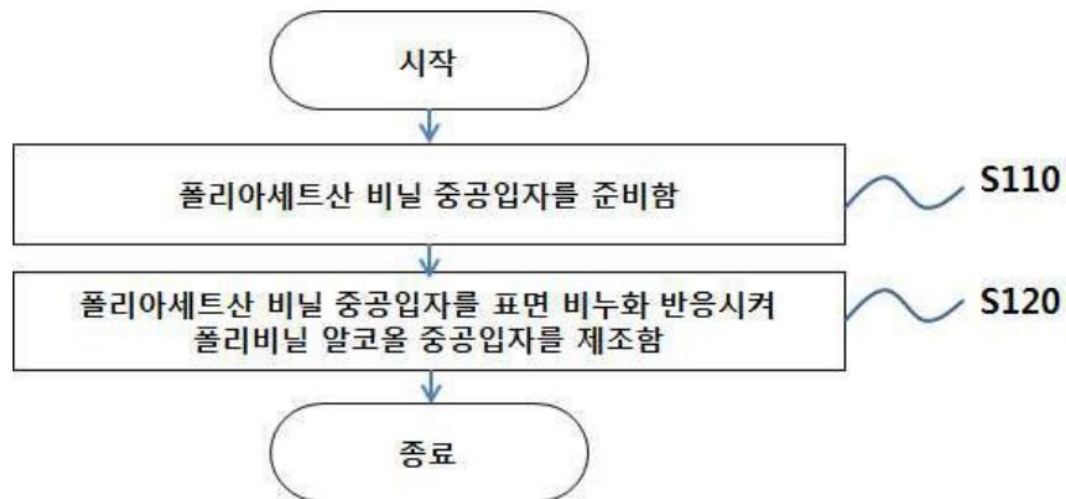 시작
폴리아세트산 비닐 중공입자를 준비함
S110
폴리아세트산 비닐 중공입자를 표면 비누화 반응시켜
폴리비닐 알코올 중공입자를 제조함
S120
종료